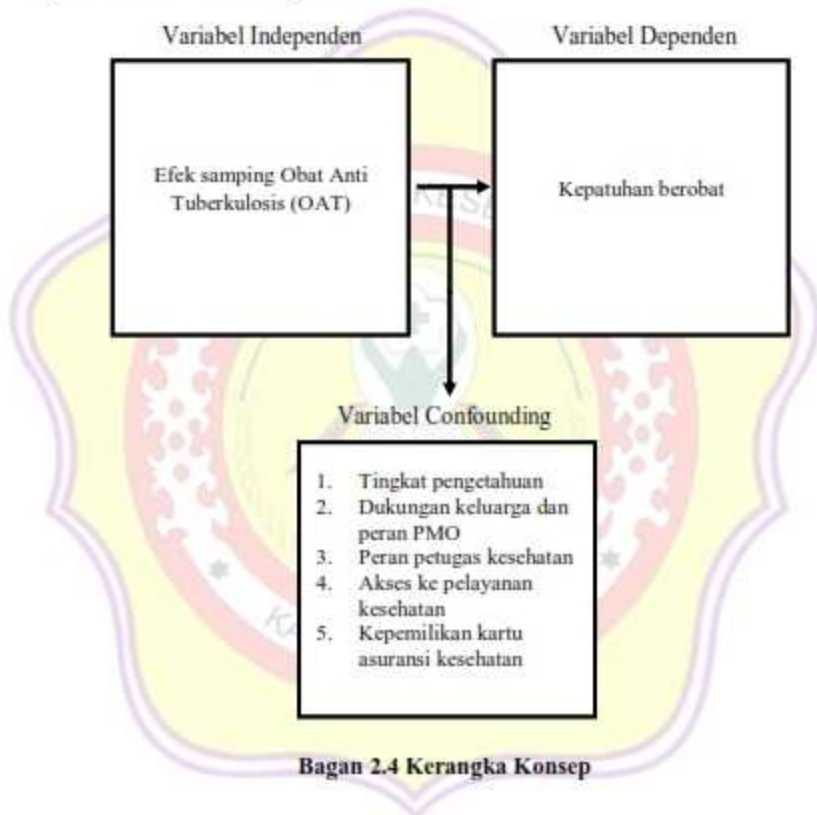 Variabel Independen
Variabel Dependen
Efek samping Obat Anti
Tuberkulosis (OAT)
Kepatuhan berobat
Variabel Confounding
1. Tingkat pengetahuan
2. Dukungan keluarga dan
peran PMO
3. Peran petugas kesehatan
4. Akses ke pelayanan
kesehatan
5. Kepemilikan kartu
asuransi kesehatan
Bagan 2.4 Kerangka Konsep